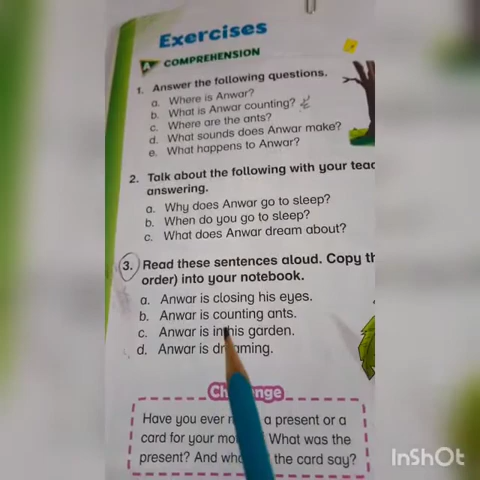 Exercises
A COMPREHENSION
1. Answer the following questions.
a. Where is Anwar?
b. What is Anwar counting?
c. Where are the ants?
d. What sounds does Anwar make?
e. What happens to Anwar?
2. Talk about the following with your
answering.
a. Why does Anwar go to sleep?
b. When do you go to sleep?
c. What does Anwar dream about?
3. Read these sentences aloud. Copy
order) into your notebook.
a. Anwar is closing his eyes.
b. Anwar is counting ants.
c. Anwar is in his garden.
d. Anwar is dreaming.
Challenge
Have you ever a present or a
card for your What was the
present? And the card say?
InShOt